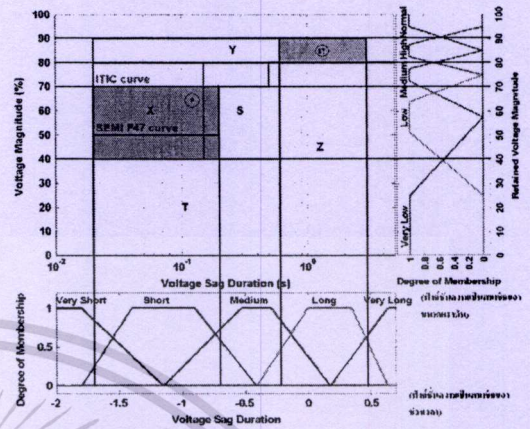 Voltage Magnitude (%)
100
90
80
70
60
50
40
30
20
10
0
Y
ITIC curve
X
S
SEMI F47 curve
Z
T
10⁻²
10⁻¹
10⁰
Voltage Sag Duration (s)
Very Low
Low
Medium
High
Normal
100
90
80
70
60
50
40
30
20
10
0
Retained Voltage Magnitude
1
0.8
0.6
0.4
0.2
0
Degree of Membership
Degree of Membership
Very Short
Short
Medium
Long
Very Long
1
0.5
0
-2
-1.5
-1
-0.5
0
0.5
Voltage Sag Duration